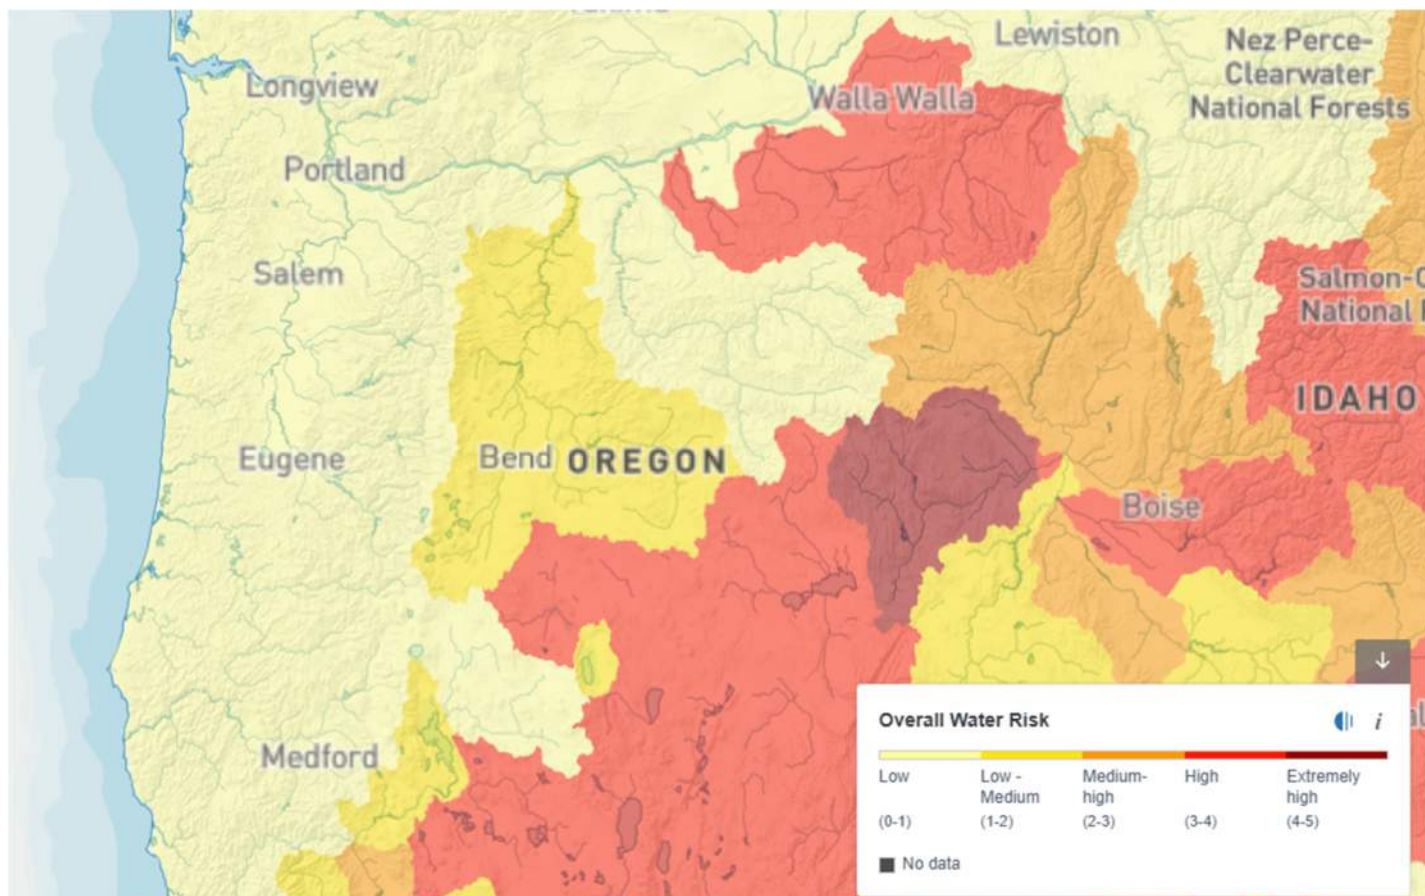 Lewiston
Nez Perce-
Clearwater
National Forests
Longview
Walla Walla
Portland
Salem
Salmon-C
National
IDAHO
Eugene
Bend
OREGON
Boise
Medford
Overall Water Risk
i
Low
Low -
Medium
Medium-
high
High
Extremely
high
(0-1)
(1-2)
(2-3)
(3-4)
(4-5)
No data